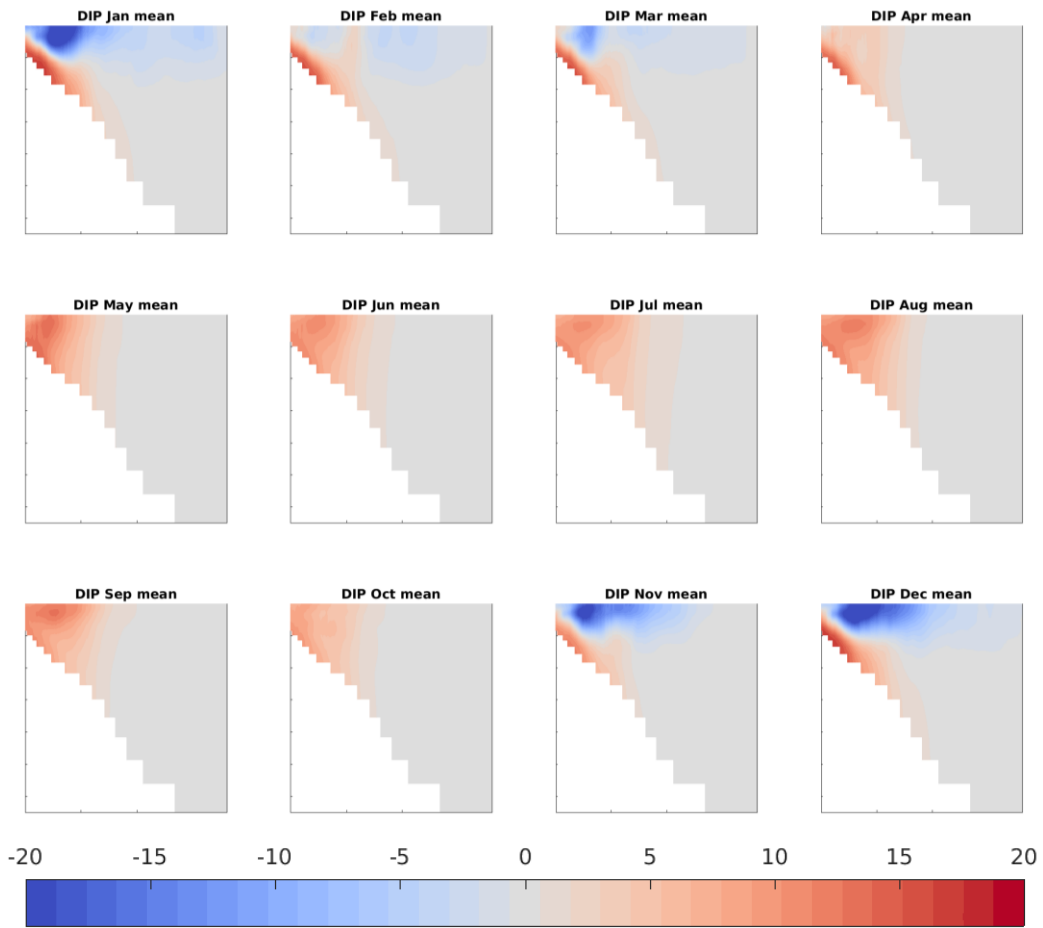 DIP Jan mean DIP Feb mean DIP Mar mean DIP Apr mean
DIP May mean DIP Jun mean DIP Jul mean DIP Aug mean
DIP Sep mean DIP Oct mean DIP Nov mean DIP Dec mean
-20 -15 -10 -5 0 5 10 15 20